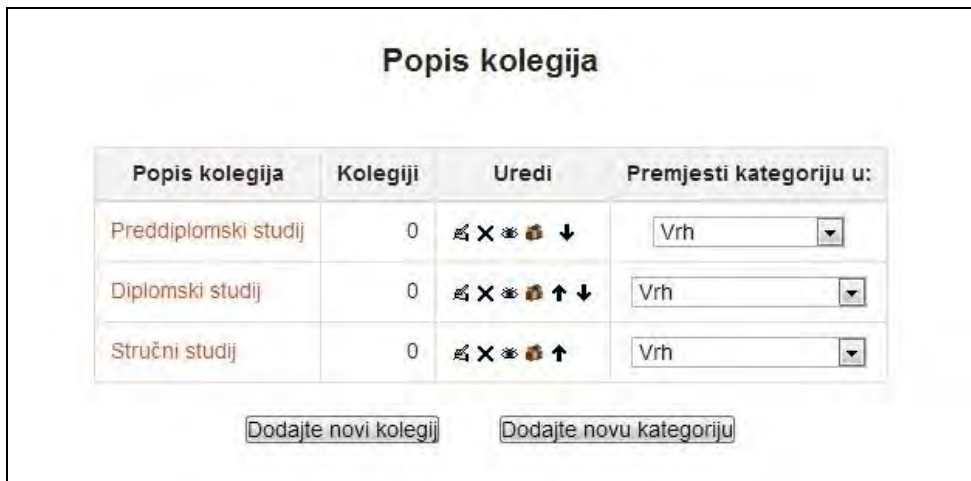 Popis kolegija
Popis kolegija Kolegiji Uredi Premjesti kategoriju u:
Preddiplomski studij 0 Vrh
Diplomski studij 0 Vrh
Stručni studij 0 Vrh
Dodajte novi kolegij Dodajte novu kategoriju